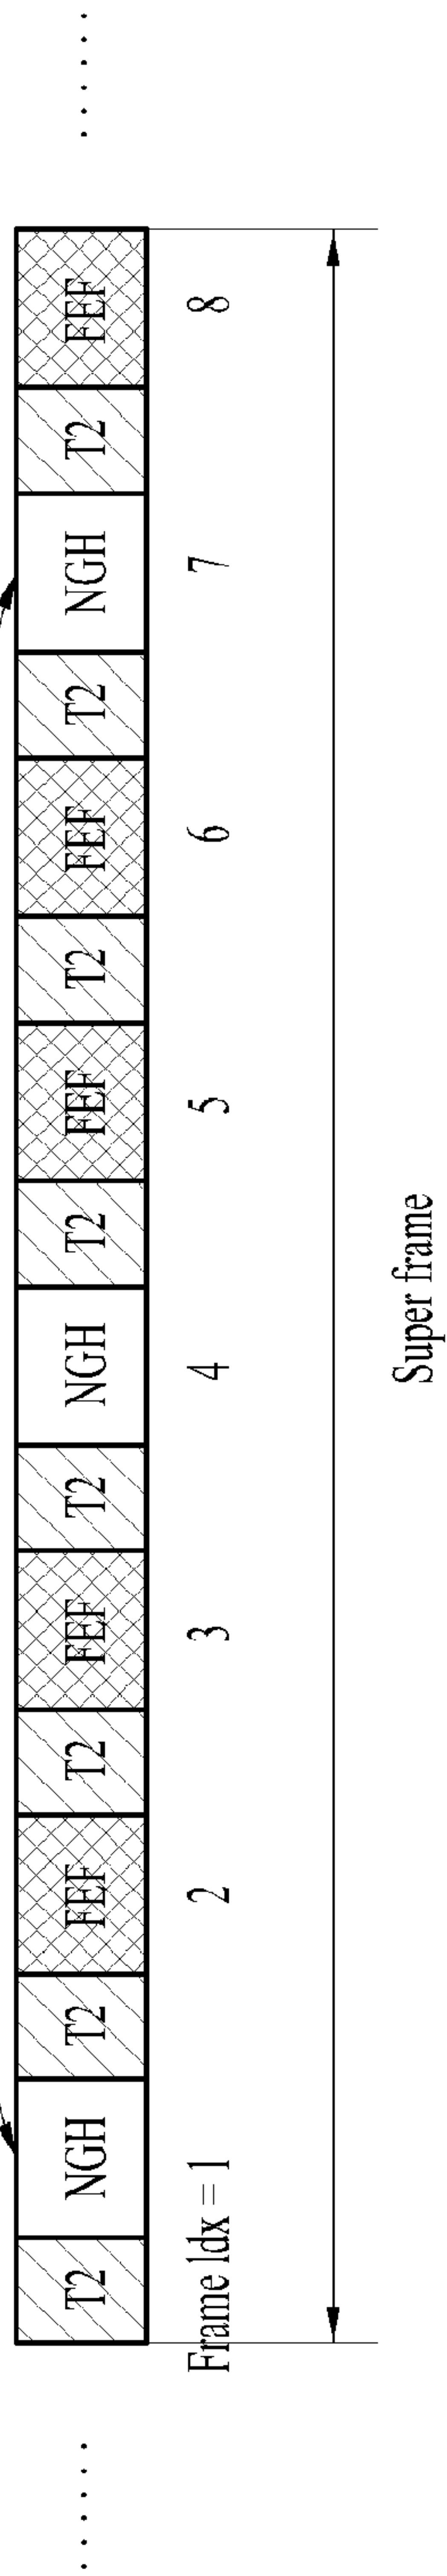 ...... T2 NGH T2 FEF T2 FEF T2 NGH T2 FEF T2 FEF T2 NGH T2 FEF ......
Frame Idx = 1 2 3 4 5 6 7 8
Super frame